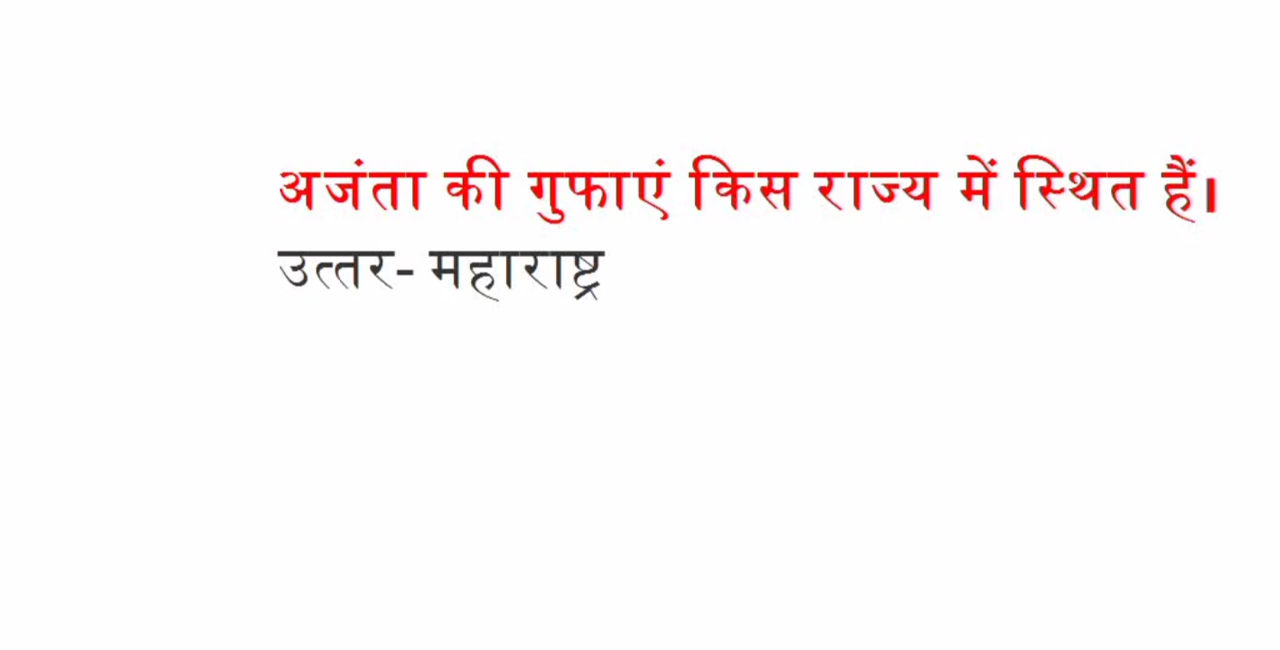 अजंता की गुफाएं किस राज्य में स्थित हैं।
उत्तर- महाराष्ट्र